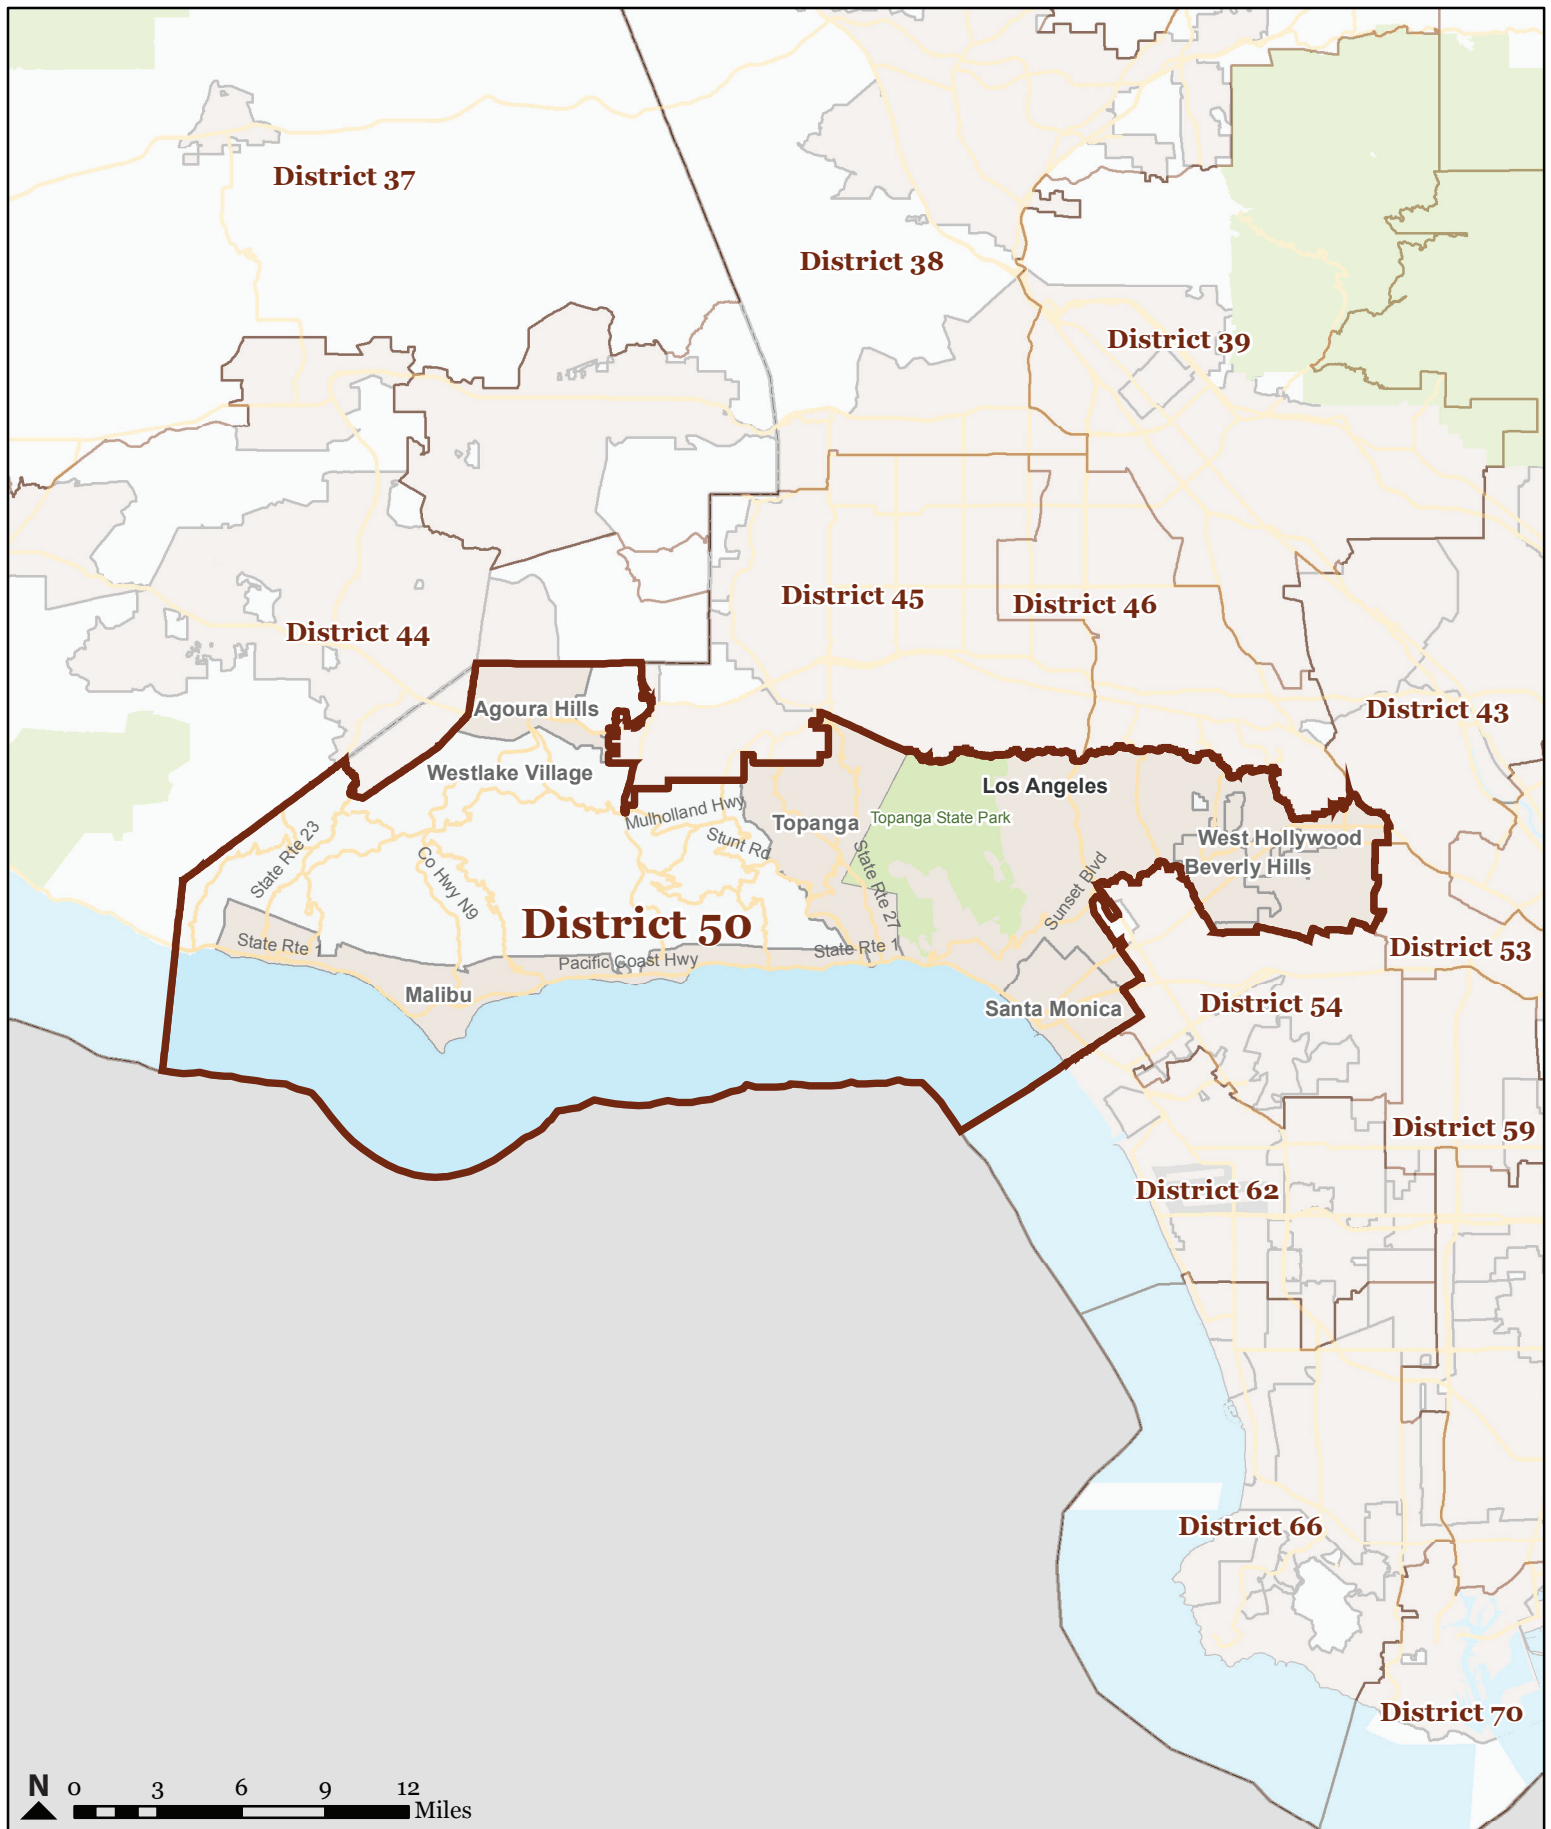 District 37
District 38
District 39
District 45
District 46
District 44
Agoura Hills
District 43
Westlake Village
Los Angeles
Mulholland Hwy
Topanga
Topanga State Park
State Rte 23
Stunt Rd
West Hollywood
Beverly Hills
Co Hwy N9
State Rte 27
Sunset Blvd
District 50
State Rte 1
State Rte 1
Pacific Coast Hwy
District 53
Malibu
Santa Monica
District 54
District 59
District 62
District 66
District 70
N 0 3 6 9 12
Miles